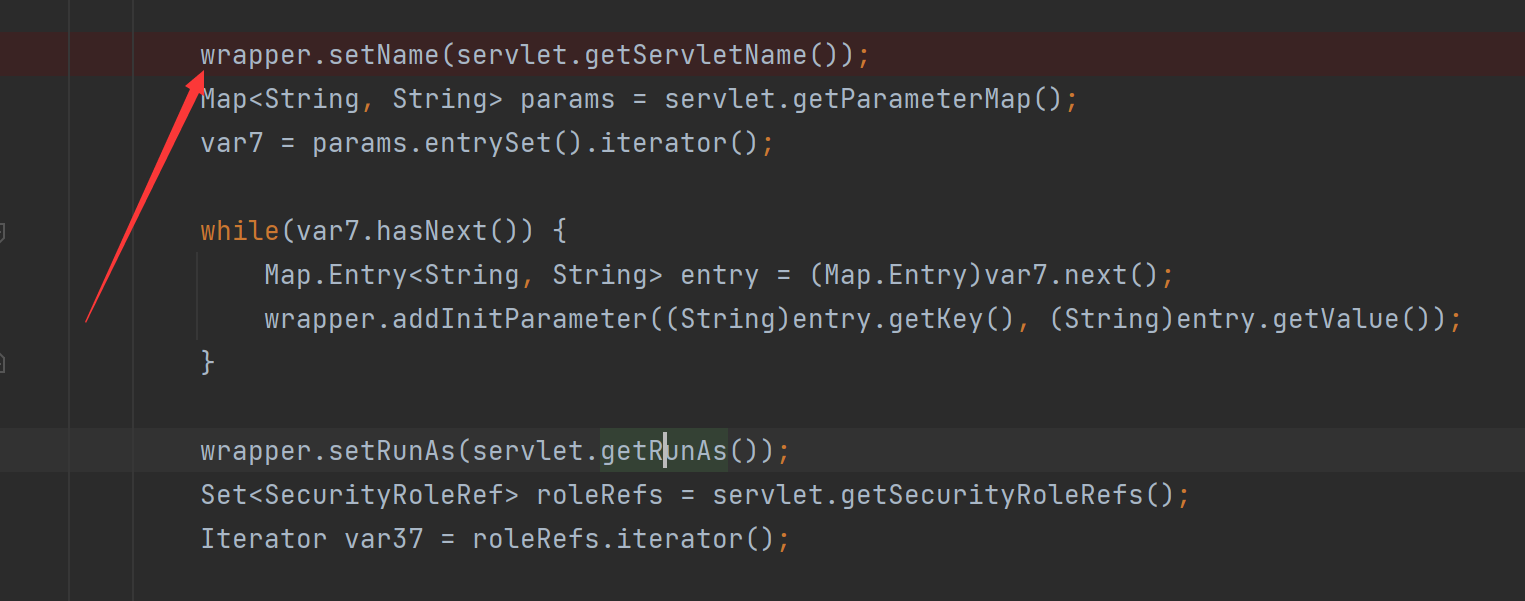 wrapper.setName(servlet.getServletName());
Map<String, String> params = servlet.getParameterMap();
var7 = params.entrySet().iterator();
while(var7.hasNext()) {
Map.Entry<String, String> entry = (Map.Entry)var7.next();
wrapper.addInitParameter((String)entry.getKey(), (String)entry.getValue());
}
wrapper.setRunAs(servlet.getRunAs());
Set<SecurityRoleRef> roleRefs = servlet.getSecurityRoleRefs();
Iterator var37 = roleRefs.iterator();